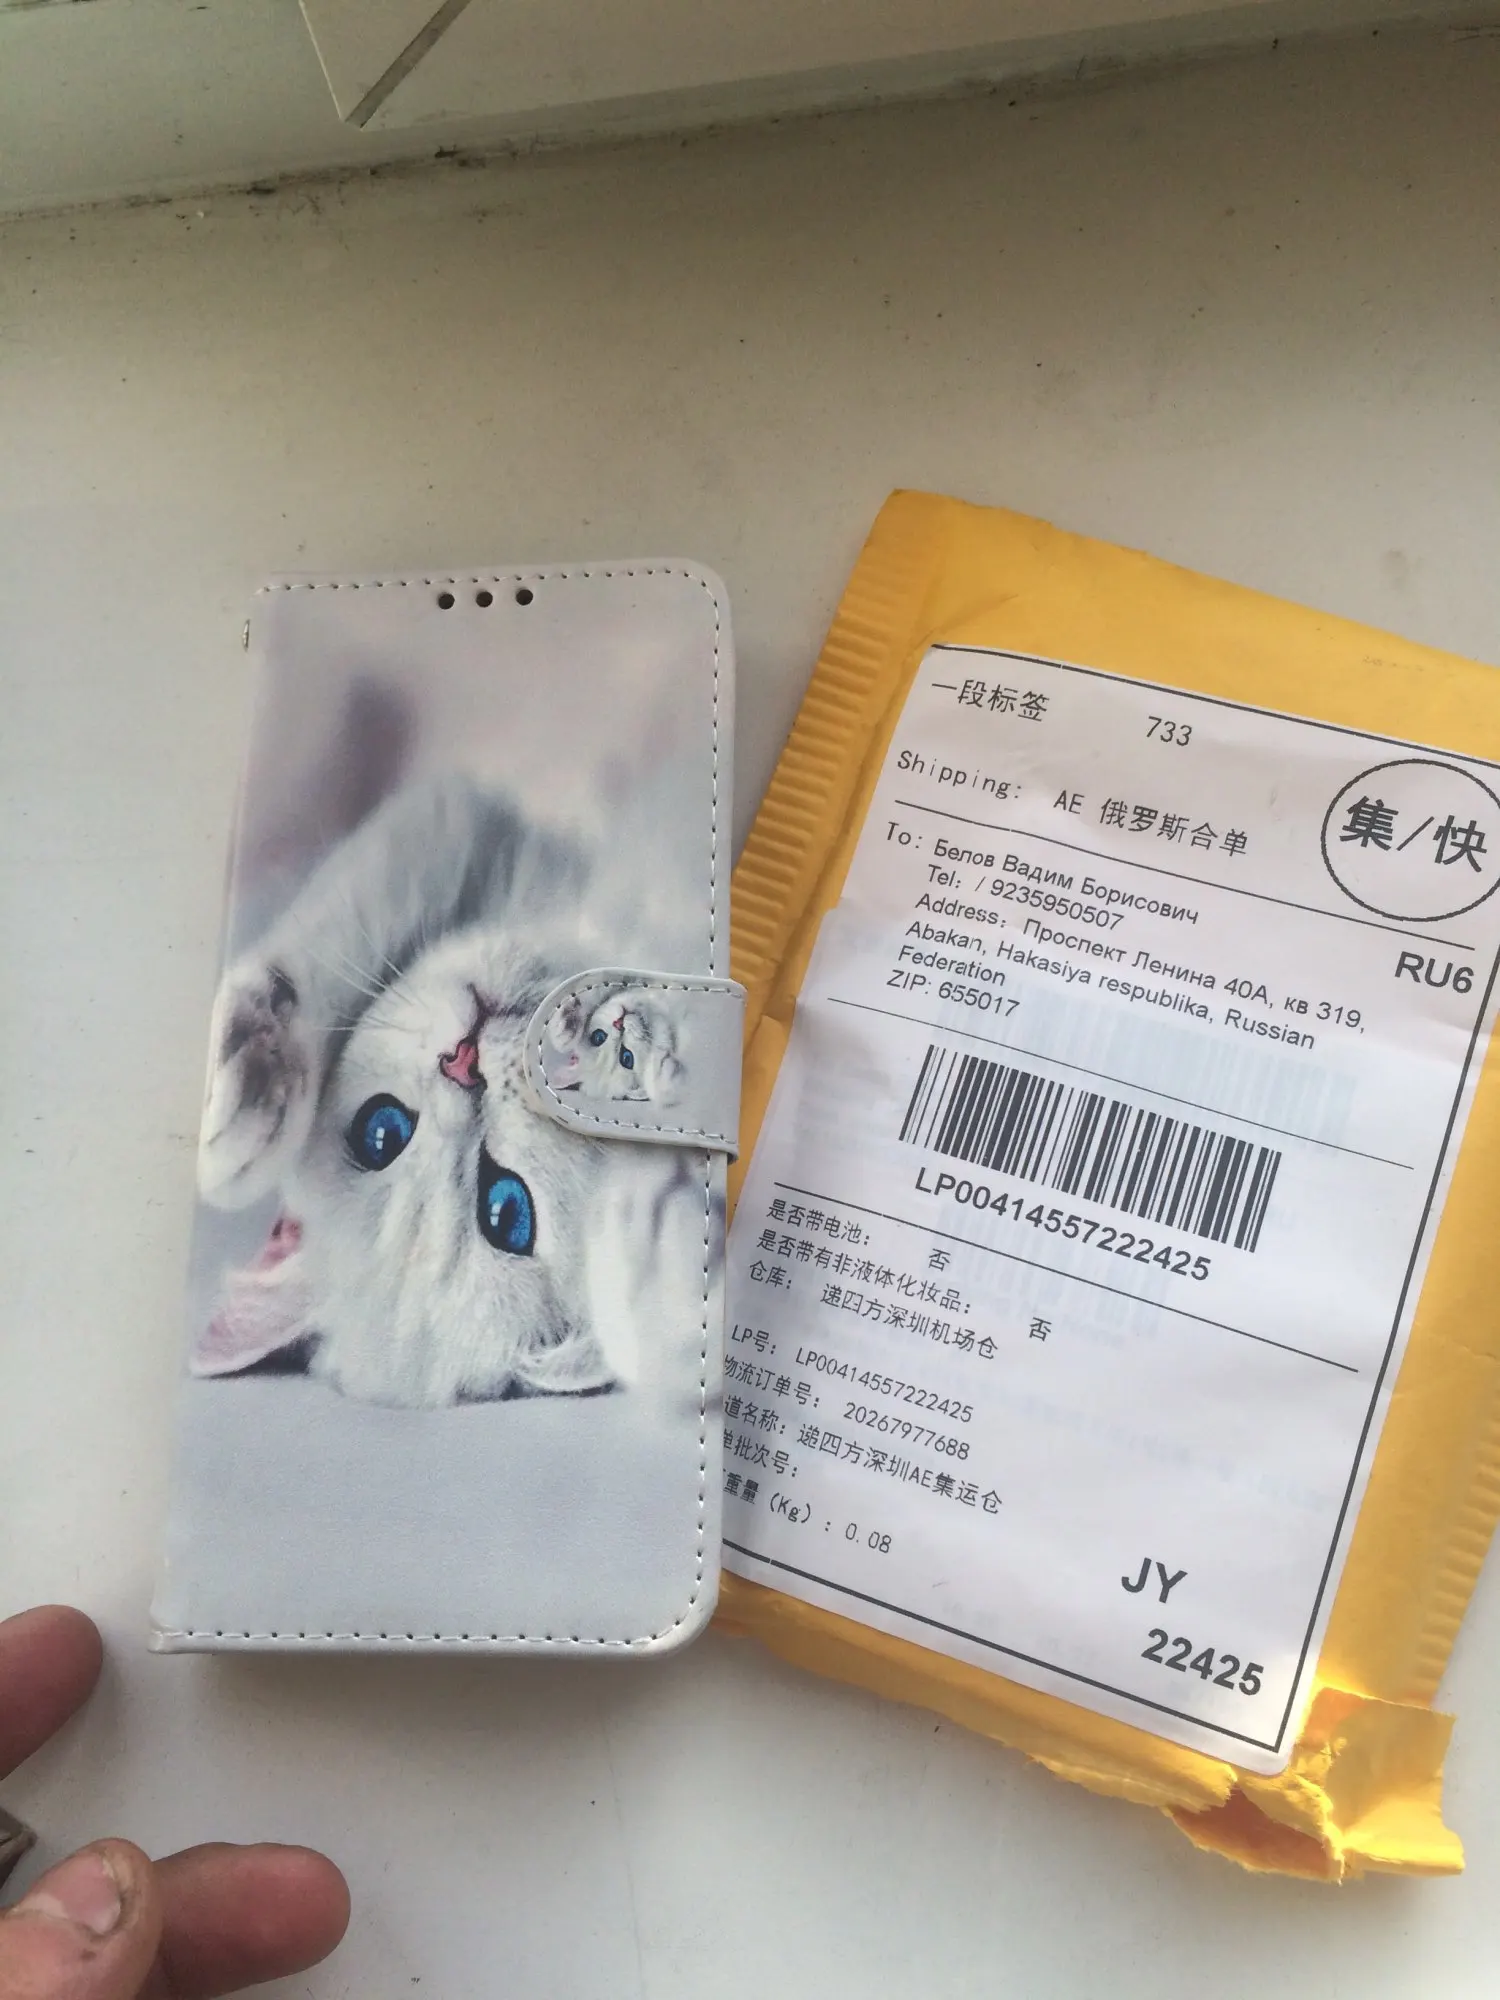 一段标签 733
Shipping: AE 俄罗斯合单
集/快
To: Белов Вадим Борисович
Tel: / 9235950507
Address: Проспект Ленина 40А, кв 319,
Abakan, Hakasiya respublika, Russian
Federation
ZIP: 655017
RU6
LP00414557222425
是否带电池: 否
是否带有非液体化妆品: 否
仓库: 递四方深圳机场仓
LP号: LP00414557222425
物流订单号: 20267977688
道名称: 递四方深圳AE集运仓
单批次号:
重量 (Kg) : 0.08
JY
22425